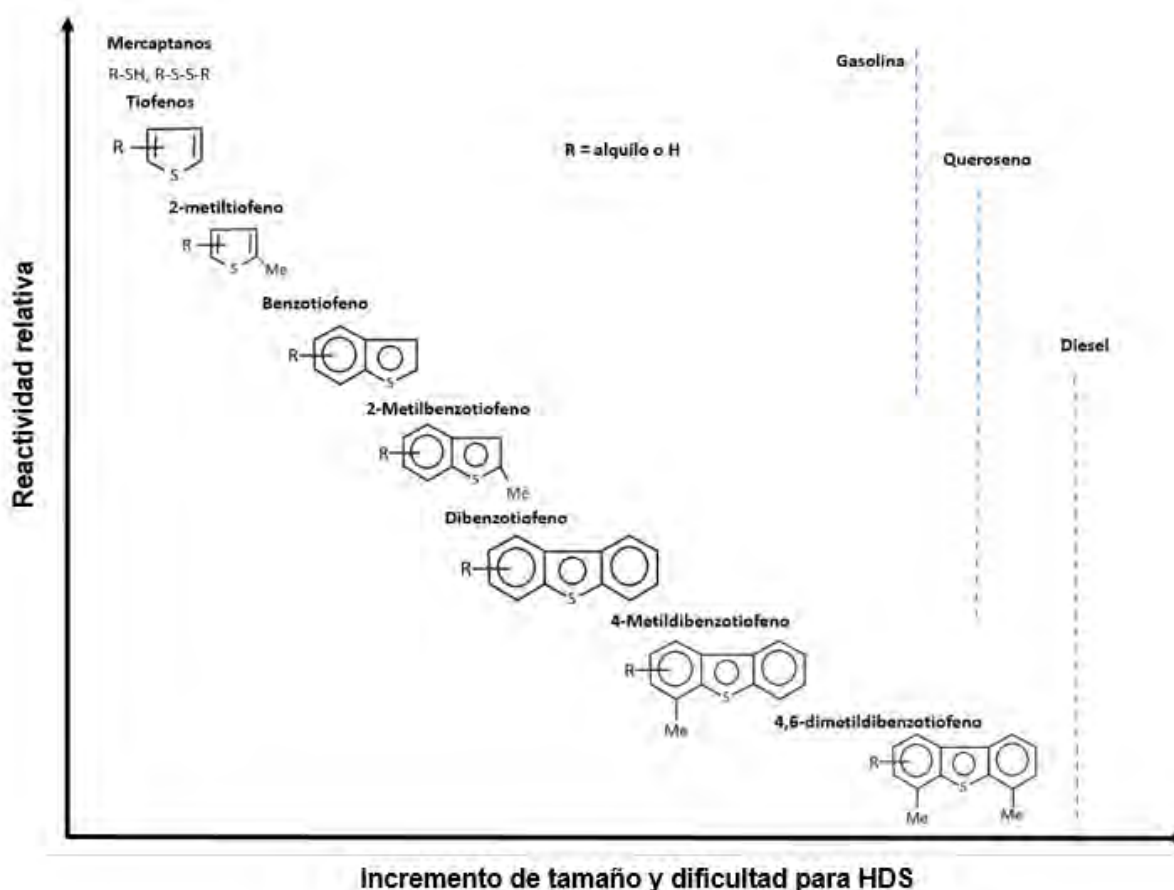 Mercaptanos
R-SH, R-S-S-R
Tiofenos
R
S
Gasolina
R = alquilo o H
Queroseno
2-metiltiofeno
R
S
Me
Benzotiofeno
R
S
Diesel
2-Metilbenzotiofeno
R
S
Me
Dibenzotiofeno
R
S
4-Metildibenzotiofeno
R
S
Me
4,6-dimetildibenzotiofeno
R
S
Me
Me
Reactividad relativa
Incremento de tamaño y dificultad para HDS